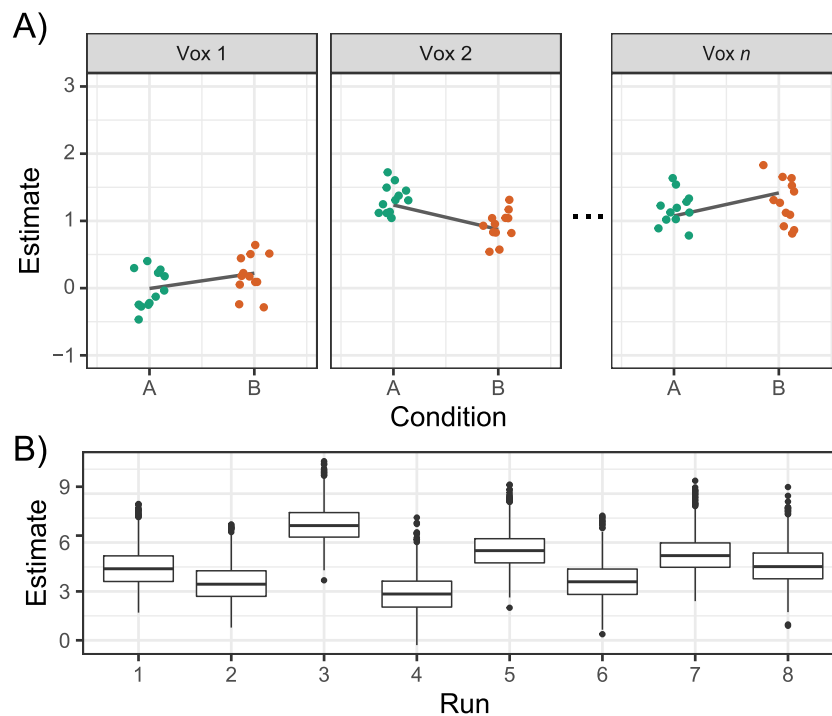 A)
Vox 1 Vox 2 Vox n
3
2
1
0
−1
Estimate
...
A B A B A B
Condition
B)
9
6
3
0
Estimate
1 2 3 4 5 6 7 8
Run